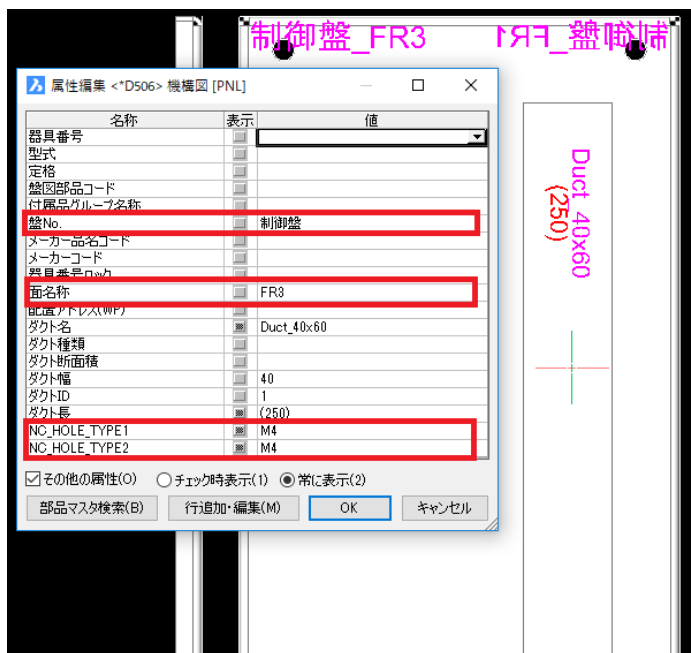 制御盤_FR3
制御盤_FR1
属性編集 <*D506> 機構図 [PNL]
名称 表示 値
器具番号
型式
定格
盤図部品コード
付属品グループ名称
盤No. 制御盤
メーカー品名コード
メーカーコード
器具番号ロック
面名称 FR3
配置アドレス(WP)
ダクト名 Duct_40x60
ダクト種類
ダクト断面積
ダクト幅 40
ダクトID 1
ダクト長 (250)
NC_HOLE_TYPE1 M4
NC_HOLE_TYPE2 M4
その他の属性(O) チェック時表示(1) 常に表示(2)
部品マスタ検索(B) 行追加・編集(M) OK キャンセル
Duct_40x60
(250)